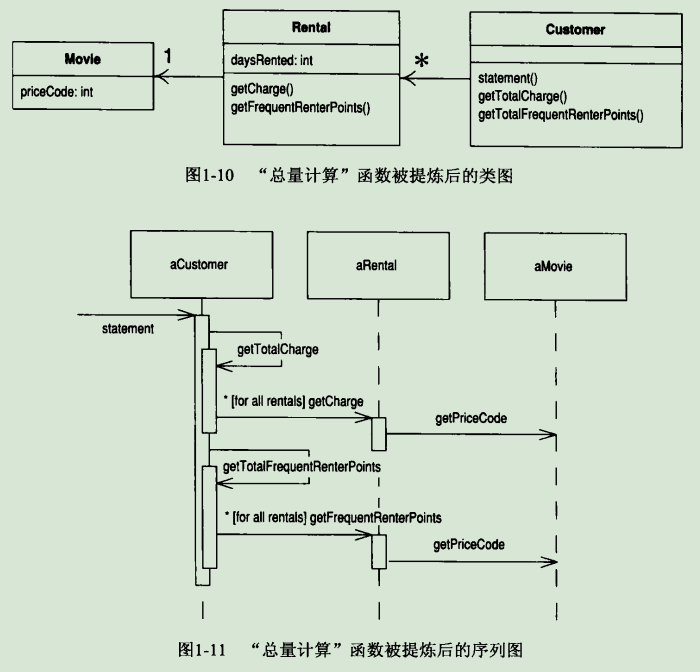 Rental
Customer
Movie
1
daysRented: int
*
priceCode: int
getCharge()
getFrequentRenterPoints()
statement()
getTotalCharge()
getTotalFrequentRenterPoints()
图1-10 “总量计算”函数被提炼后的类图
aCustomer
aRental
aMovie
statement
getTotalCharge
* [for all rentals] getCharge
getPriceCode
getTotalFrequentRenterPoints
* [for all rentals] getFrequentRenterPoints
getPriceCode
图1-11 “总量计算”函数被提炼后的序列图